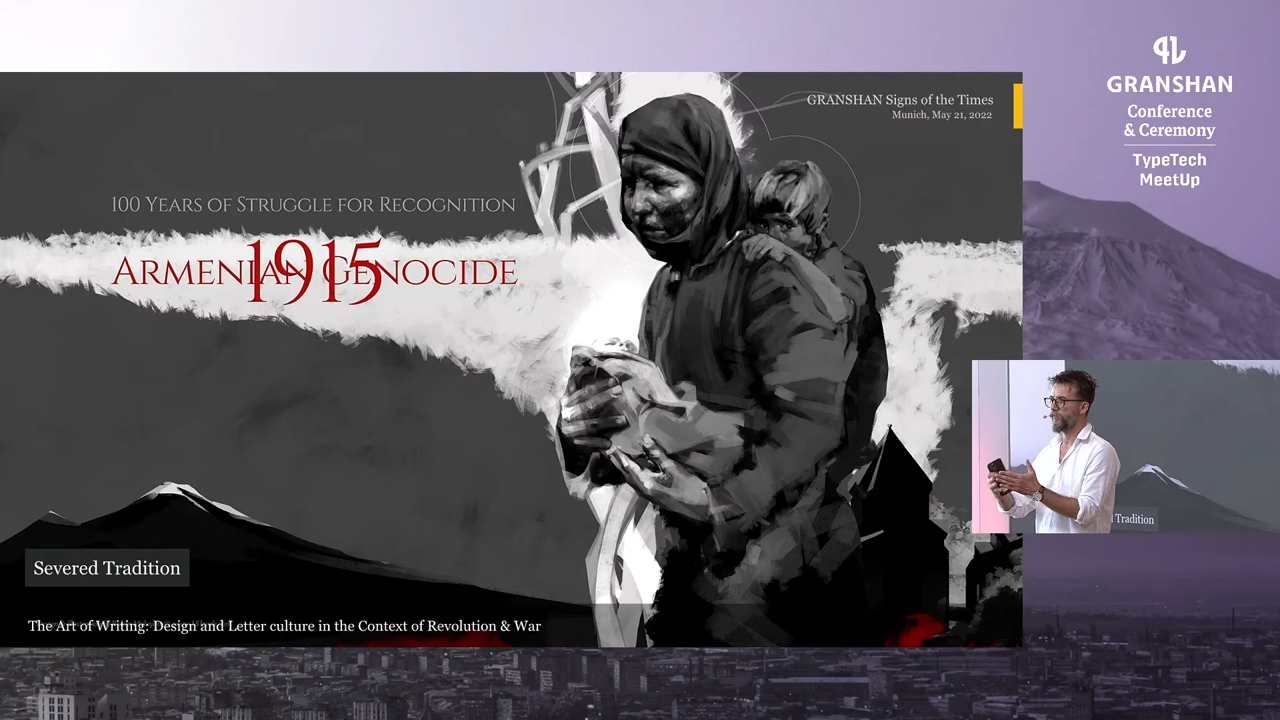 GRANSHAN
Conference
& Ceremony
TypeTech
MeetUp
GRANSHAN Signs of the Times
Munich, May 21, 2022
100 Years of Struggle for Recognition
1915
Armenian Genocide
Severed Tradition
The Art of Writing: Design and Letter culture in the Context of Revolution & War
Tradition